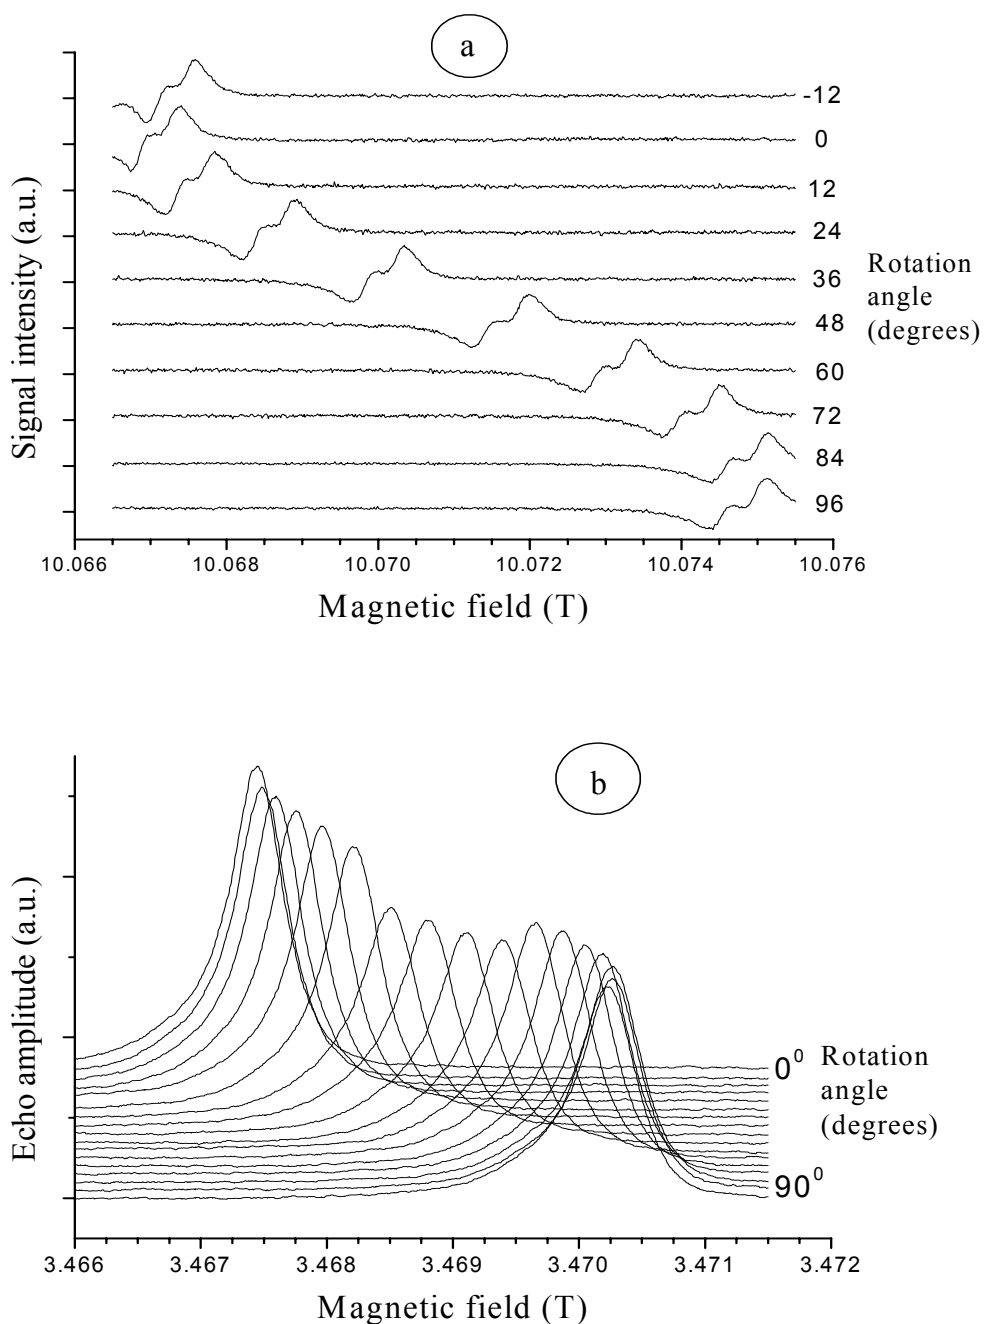 a
Signal intensity (a.u.)
-12
0
12
24
36
48
60
72
84
96
Rotation
angle
(degrees)
10.066 10.068 10.070 10.072 10.074 10.076
Magnetic field (T)
b
Echo amplitude (a.u.)
0⁰
90⁰
Rotation
angle
(degrees)
3.466 3.467 3.468 3.469 3.470 3.471 3.472
Magnetic field (T)